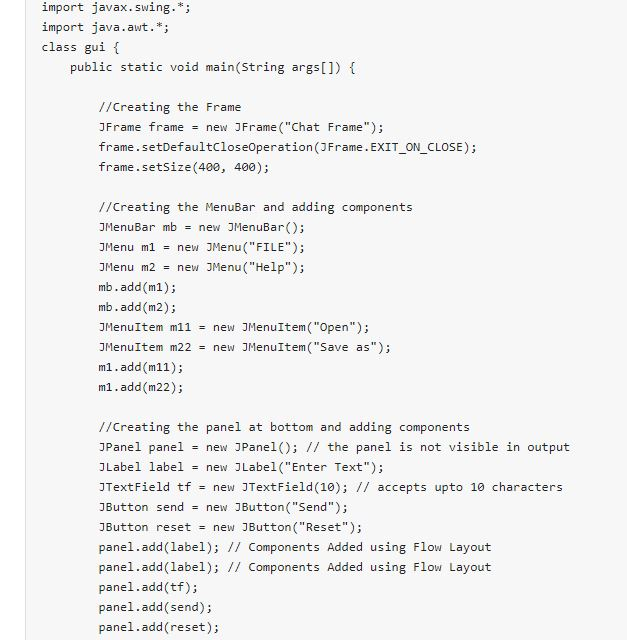 import javax.swing.*;
import java.awt.*;
class gui {
    public static void main(String args[]) {

        //Creating the Frame
        JFrame frame = new JFrame("Chat Frame");
        frame.setDefaultCloseOperation(JFrame.EXIT_ON_CLOSE);
        frame.setSize(400, 400);

        //Creating the MenuBar and adding components
        JMenuBar mb = new JMenuBar();
        JMenu m1 = new JMenu("FILE");
        JMenu m2 = new JMenu("Help");
        mb.add(m1);
        mb.add(m2);
        JMenuItem m11 = new JMenuItem("Open");
        JMenuItem m22 = new JMenuItem("Save as");
        m1.add(m11);
        m1.add(m22);

        //Creating the panel at bottom and adding components
        JPanel panel = new JPanel(); // the panel is not visible in output
        JLabel label = new JLabel("Enter Text");
        JTextField tf = new JTextField(10); // accepts upto 10 characters
        JButton send = new JButton("Send");
        JButton reset = new JButton("Reset");
        panel.add(label); // Components Added using Flow Layout
        panel.add(label); // Components Added using Flow Layout
        panel.add(tf);
        panel.add(send);
        panel.add(reset);